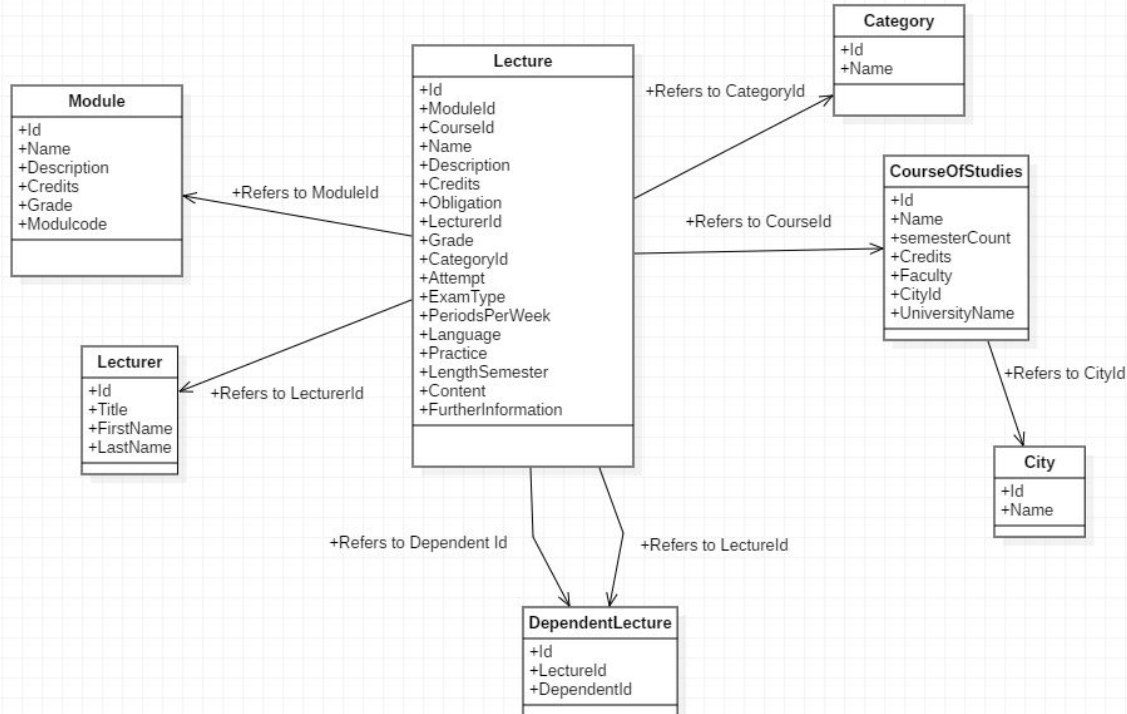 Category
+Id
+Name
Lecture
+Id
+ModuleId
+CourseId
+Name
+Description
+Credits
+Obligation
+LecturerId
+Grade
+CategoryId
+Attempt
+ExamType
+PeriodsPerWeek
+Language
+Practice
+LengthSemester
+Content
+FurtherInformation
+Refers to CategoryId
Module
+Id
+Name
+Description
+Credits
+Grade
+Modulcode
+Refers to ModuleId
CourseOfStudies
+Id
+Name
+semesterCount
+Credits
+Faculty
+CityId
+UniversityName
+Refers to CourseId
Lecturer
+Id
+Title
+FirstName
+LastName
+Refers to LecturerId
+Refers to CityId
City
+Id
+Name
+Refers to Dependent Id
+Refers to LectureId
DependentLecture
+Id
+LectureId
+DependentId